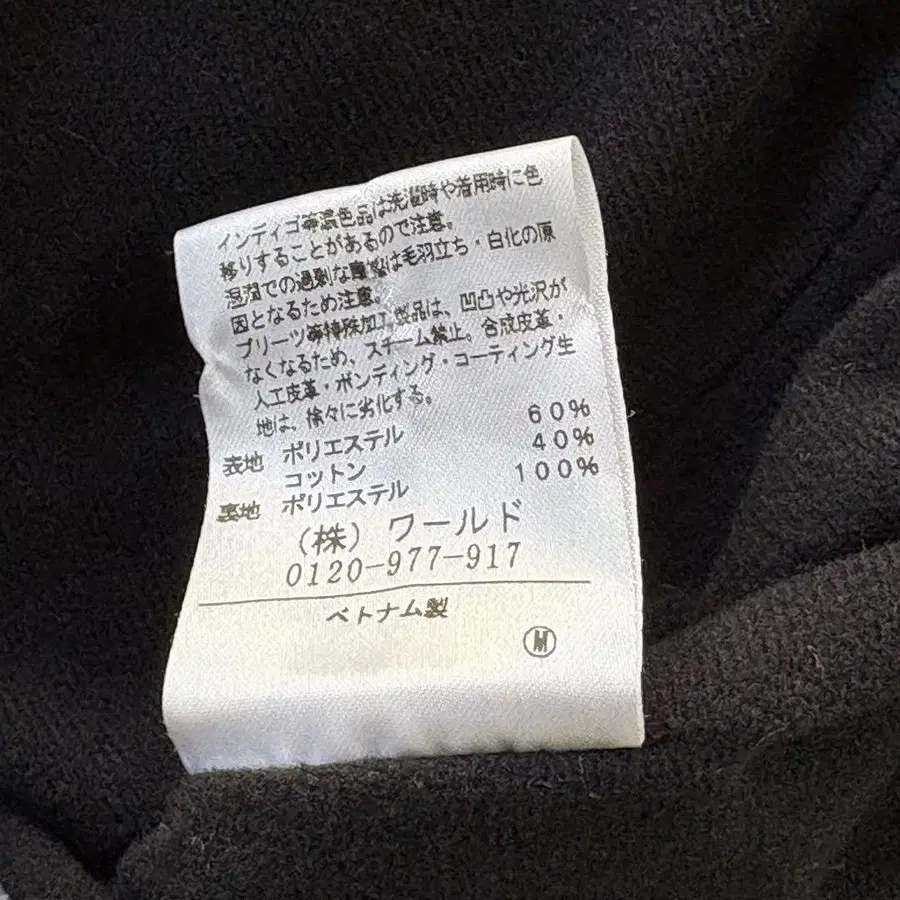 インディゴ等濃色品は洗濯時や着用時に色
移りすることがあるので注意。
湿潤での過剰な摩擦は毛羽立ち・白化の原
因となるため注意。
プリーツ等特殊加工製品は、凹凸や光沢が
なくなるため、スチーム禁止。合成皮革・
人工皮革・ボンディング・コーティング生
地は、徐々に劣化する。
表地 ポリエステル 60%
コットン 40%
裏地 ポリエステル 100%
(株) ワールド
0120-977-917
ベトナム製
M